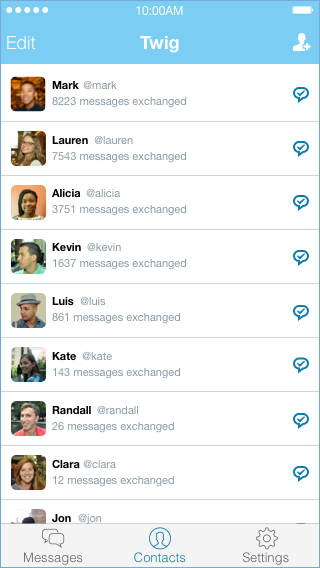 10:00AM
Edit Twig
Mark @mark
8223 messages exchanged
Lauren @lauren
7543 messages exchanged
Alicia @alicia
3751 messages exchanged
Kevin @kevin
1637 messages exchanged
Luis @luis
861 messages exchanged
Kate @kate
143 messages exchanged
Randall @randall
26 messages exchanged
Clara @clara
12 messages exchanged
Jon @jon
Messages Contacts Settings